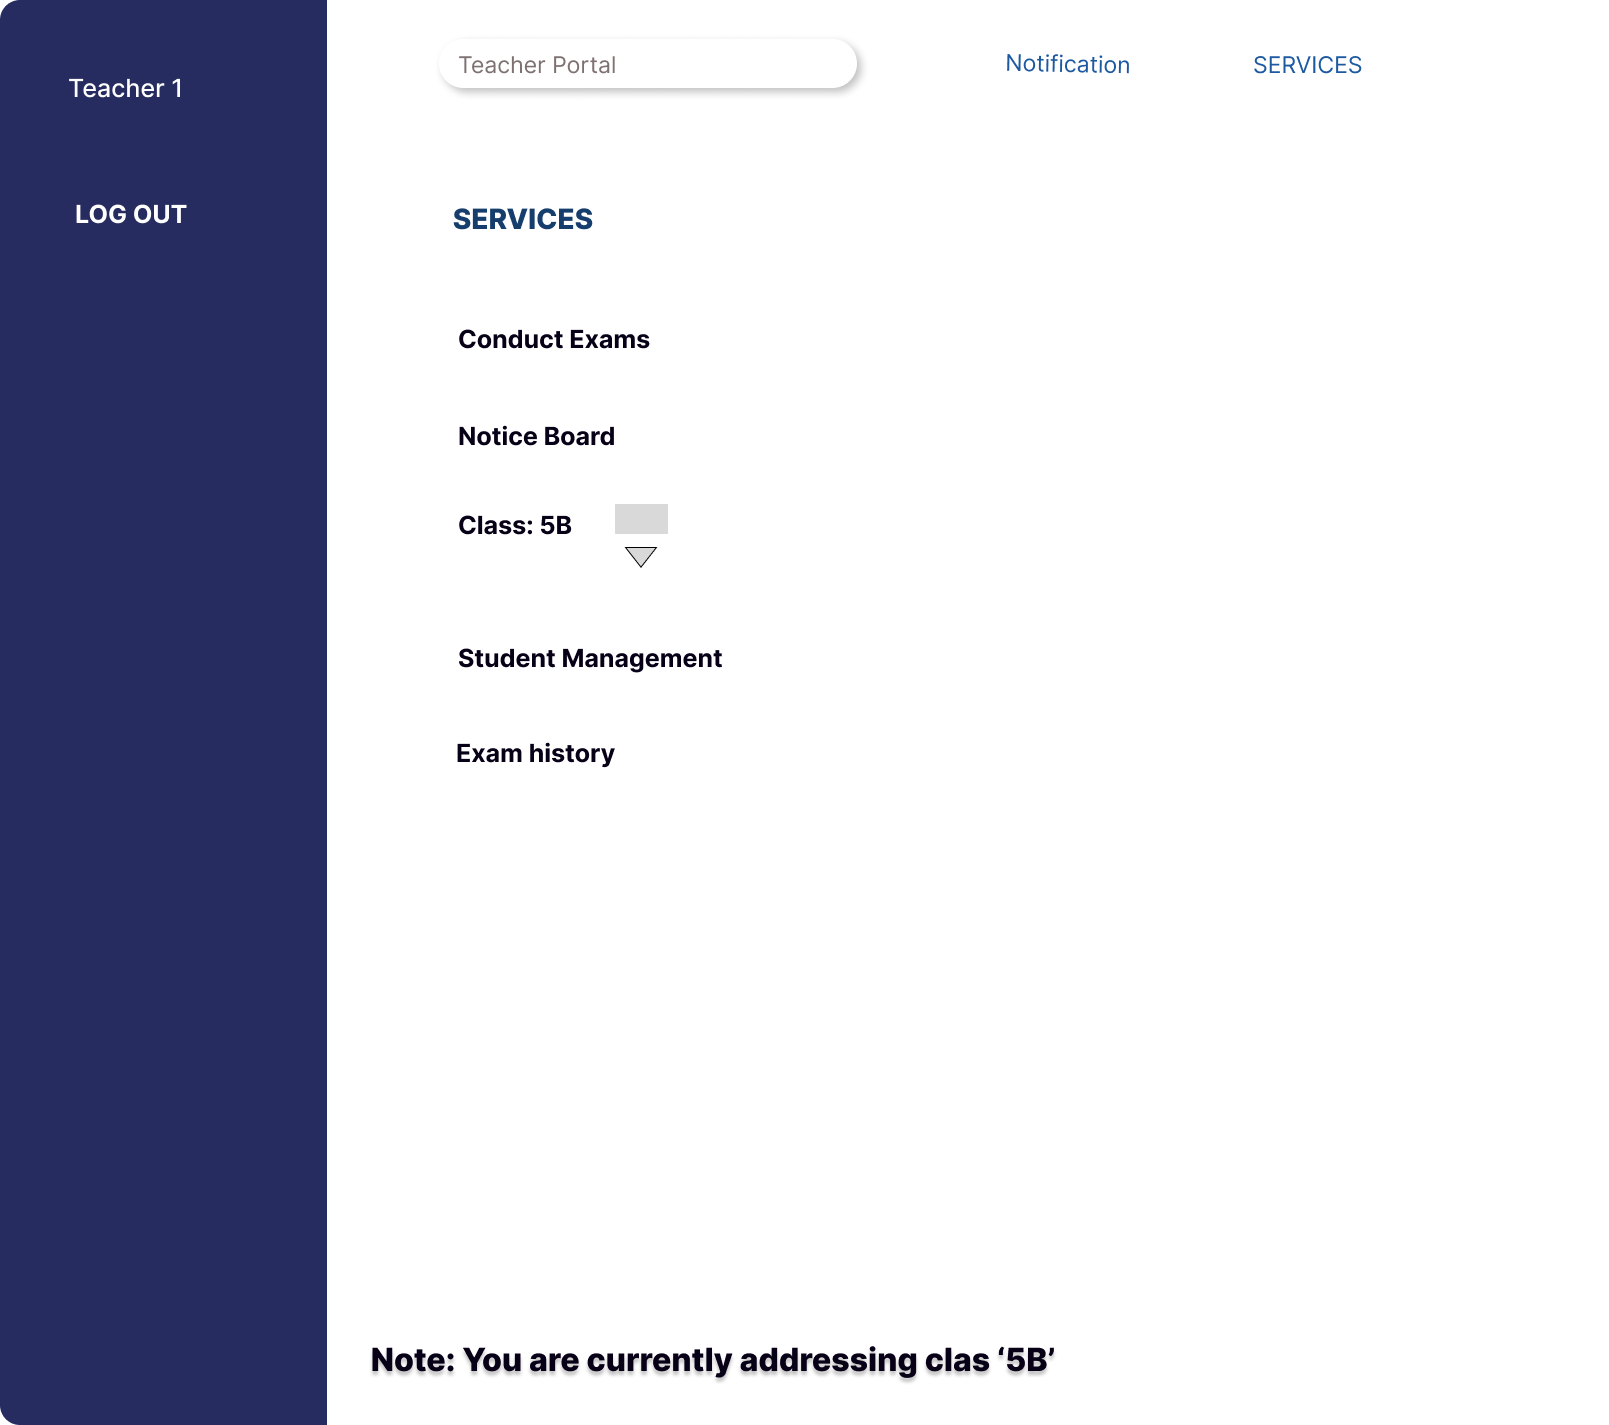 Teacher 1
LOG OUT
Teacher Portal
Notification
SERVICES
SERVICES
Conduct Exams
Notice Board
Class: 5B
Student Management
Exam history
Note: You are currently addressing clas ‘5B’